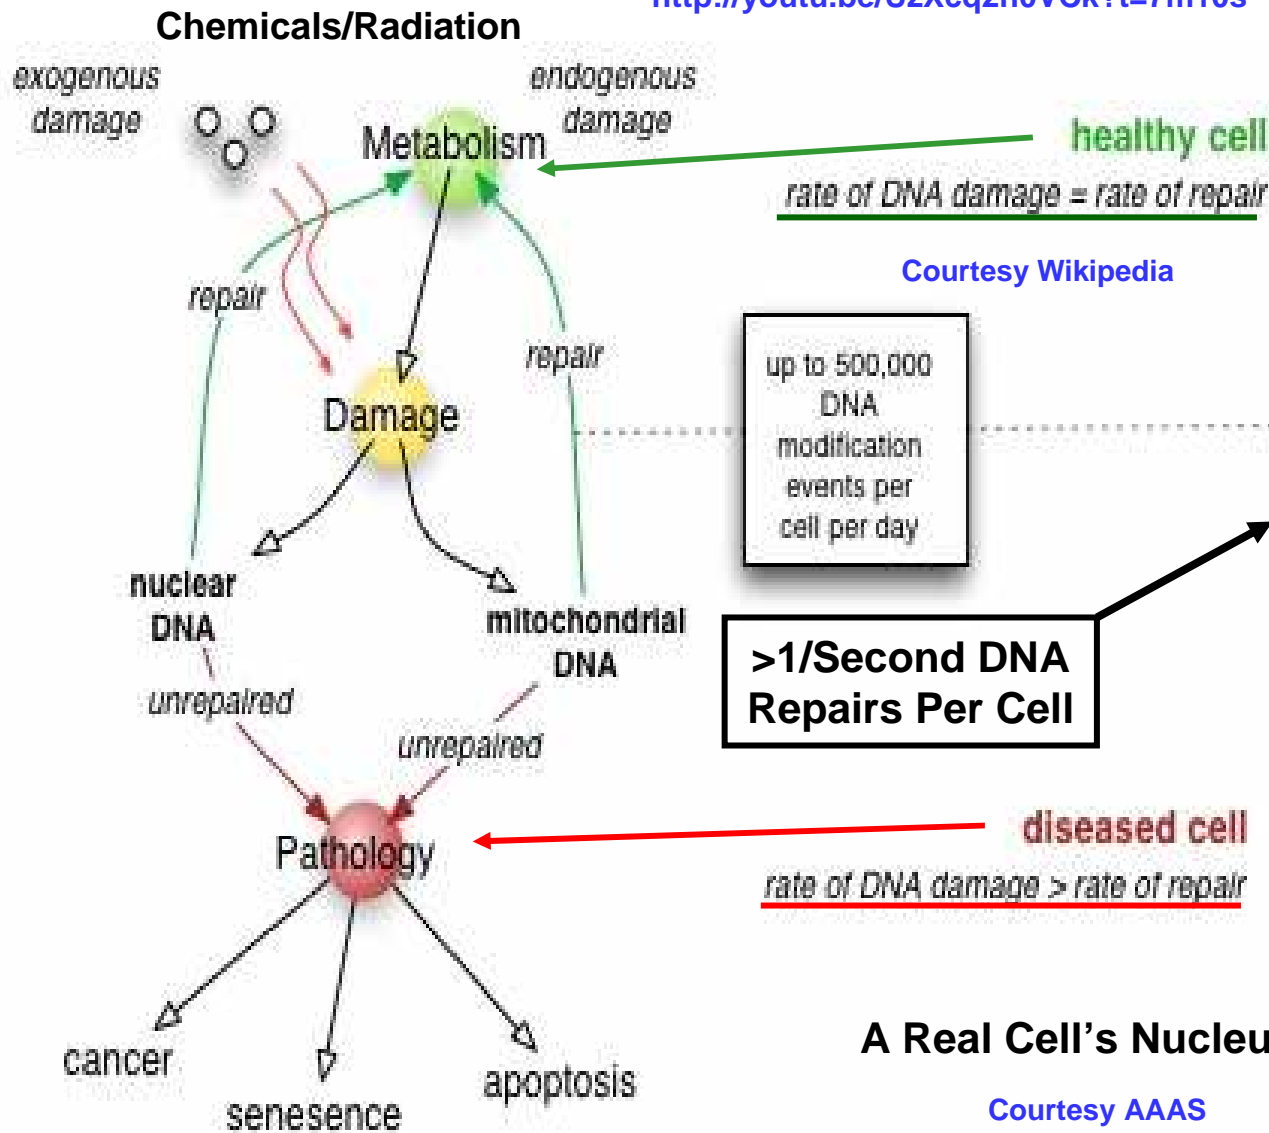 Chemicals/Radiation
exogenous
damage
endogenous
damage
Metabolism
healthy cell
rate of DNA damage = rate of repair
Courtesy Wikipedia
repair
repair
up to 500,000
DNA
modification
events per
cell per day
Damage
nuclear
DNA
mitochondrial
DNA
>1/Second DNA
Repairs Per Cell
unrepaired
unrepaired
diseased cell
rate of DNA damage > rate of repair
Pathology
cancer
senesence
apoptosis
A Real Cell's Nucleu
Courtesy AAAS